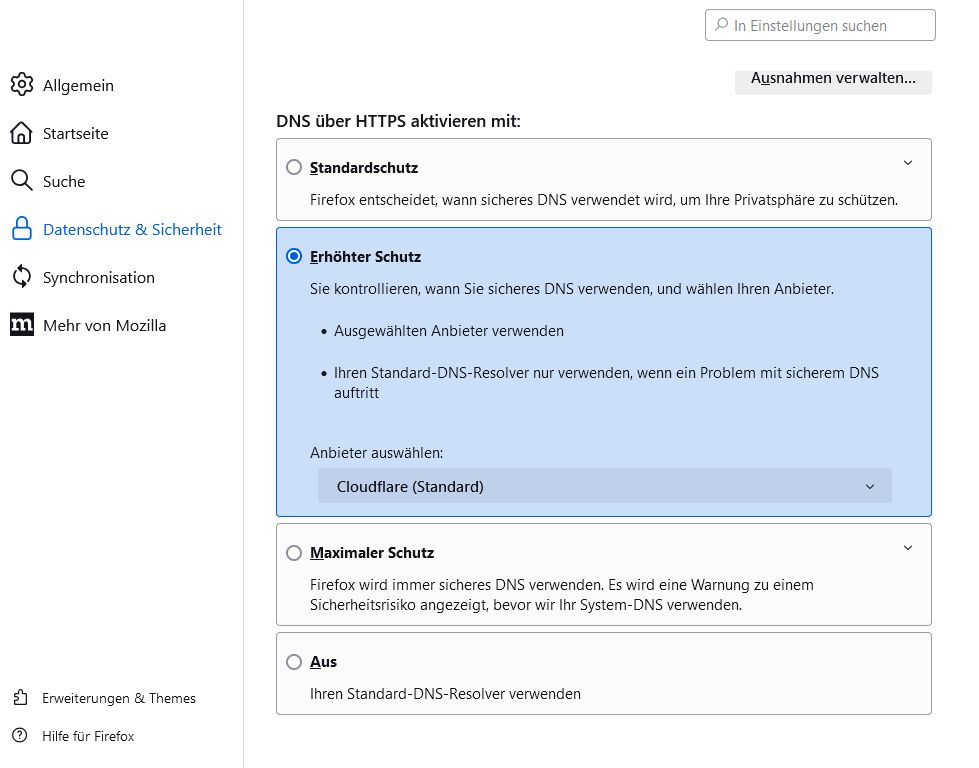 In Einstellungen suchen
Allgemein
Startseite
Suche
Datenschutz & Sicherheit
Synchronisation
m
Mehr von Mozilla
Erweiterungen & Themes
Hilfe für Firefox
Ausnahmen verwalten...
DNS über HTTPS aktivieren mit:
Standardschutz
Firefox entscheidet, wann sicheres DNS verwendet wird, um Ihre Privatsphäre zu schützen.
Erhöhter Schutz
Sie kontrollieren, wann Sie sicheres DNS verwenden, und wählen Ihren Anbieter.
• Ausgewählten Anbieter verwenden
• Ihren Standard-DNS-Resolver nur verwenden, wenn ein Problem mit sicherem DNS
auftritt
Anbieter auswählen:
Cloudflare (Standard)
Maximaler Schutz
Firefox wird immer sicheres DNS verwenden. Es wird eine Warnung zu einem
Sicherheitsrisiko angezeigt, bevor wir Ihr System-DNS verwenden.
Aus
Ihren Standard-DNS-Resolver verwenden